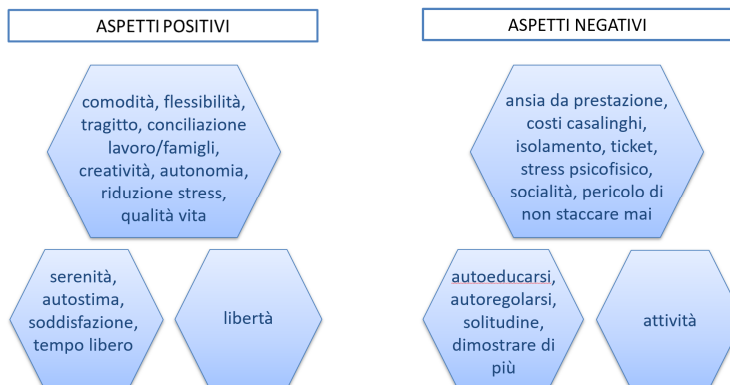 ASPETTI POSITIVI
comodità, flessibilità,
tragitto, conciliazione
lavoro/famigli,
creatività, autonomia,
riduzione stress,
qualità vita
serenità,
autostima,
soddisfazione,
tempo libero
libertà
ASPETTI NEGATIVI
ansia da prestazione,
costi casalinghi,
isolamento, ticket,
stress psicofisico,
socialità, pericolo di
non staccare mai
autoeducarsi,
autoregolarsi,
solitudine,
dimostrare di
più
attività